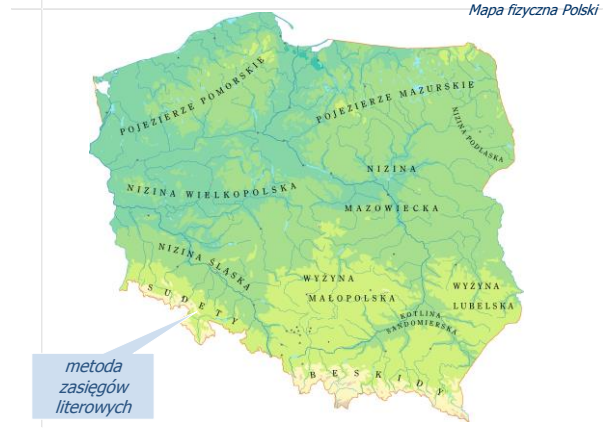 Mapa fizyczna Polski
POJEZIERZE POMORSKIE
POJEZIERZE MAZURSKIE
NIZINA PODLASKA
NIZINA
MAZOWIECKA
NIZINA WIELKOPOLSKA
NIZINA ŚLĄSKA
SUDETY
WYŻYNA
MAŁOPOLSKA
WYŻYNA
LUBELSKA
KOTLINA
SANDOMIERSKA
BESKIDY
metoda
zasięgów
literowych